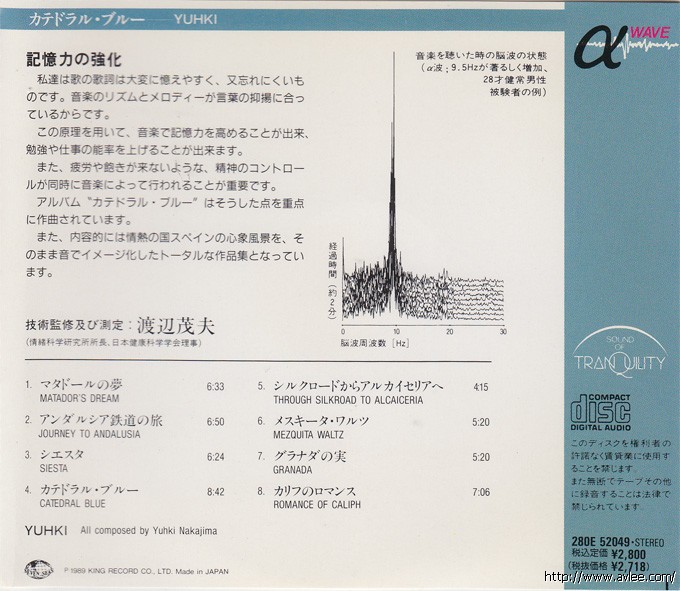 カテドラル・ブルー — YUHKI
α WAVE
記憶力の強化
私達は歌の歌詞は大変に憶えやすく、又忘れにくいも
のです。音楽のリズムとメロディーが言葉の抑揚に合っ
ているからです。
この原理を用いて、音楽で記憶力を高めることが出来、
勉強や仕事の能率を上げることが出来ます。
また、疲労や飽きが来ないような、精神のコントロー
ルが同時に音楽によって行われることが重要です。
アルバム“カテドラル・ブルー”はそうした点を重点
に作曲されています。
また、内容的には情熱の国スペインの心象風景を、そ
のまま音でイメージ化したトータルな作品集となってい
ます。
音楽を聴いた時の脳波の状態
(α波;9.5Hzが著るしく増加、
28才健常男性
被験者の例)
経過時間(約2分)
0 10 20 30
脳波周波数[Hz]
技術監修及び測定:渡辺茂夫
(情緒科学研究所所長、日本健康科学学会理事)
1. マタドールの夢 6:33
MATADOR'S DREAM
2. アンダルシア鉄道の旅 6:50
JOURNEY TO ANDALUSIA
3. シエスタ 6:24
SIESTA
4. カテドラル・ブルー 8:42
CATEDRAL BLUE
5. シルクロードからアルカイセリアへ 4:15
THROUGH SILKROAD TO ALCAICERIA
6. メスキータ・ワルツ 5:20
MEZQUITA WALTZ
7. グラナダの実 5:20
GRANADA
8. カリフのロマンス 7:06
ROMANCE OF CALIPH
YUHKI All composed by Yuhki Nakajima
SEVEN SEAS
℗ 1989 KING RECORD CO., LTD. Made in JAPAN
SOUND
OF
TRANQUILITY
COMPACT
disc
DIGITAL AUDIO
このディスクを権利者の
許諾なく賃貸業に使用す
ることを禁じます。
また無断でテープその他
に録音することは法律で
禁じられています。
280E 52049・STEREO
税込定価 ¥2,800
(税抜価格 ¥2,718)
http://www.avlee.com/